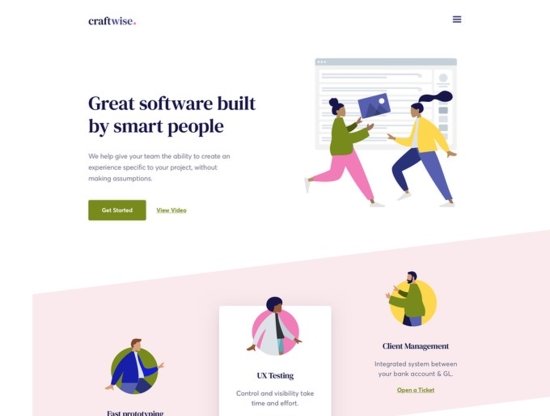 craftwise.
Great software built
by smart people
We help give your team the ability to create an
experience specific to your project, without
making assumptions.
Get Started
View Video
Client Management
Integrated system between
your bank account & GL.
Open a Ticket
UX Testing
Control and visibility take
time and effort.
Fast prototyping